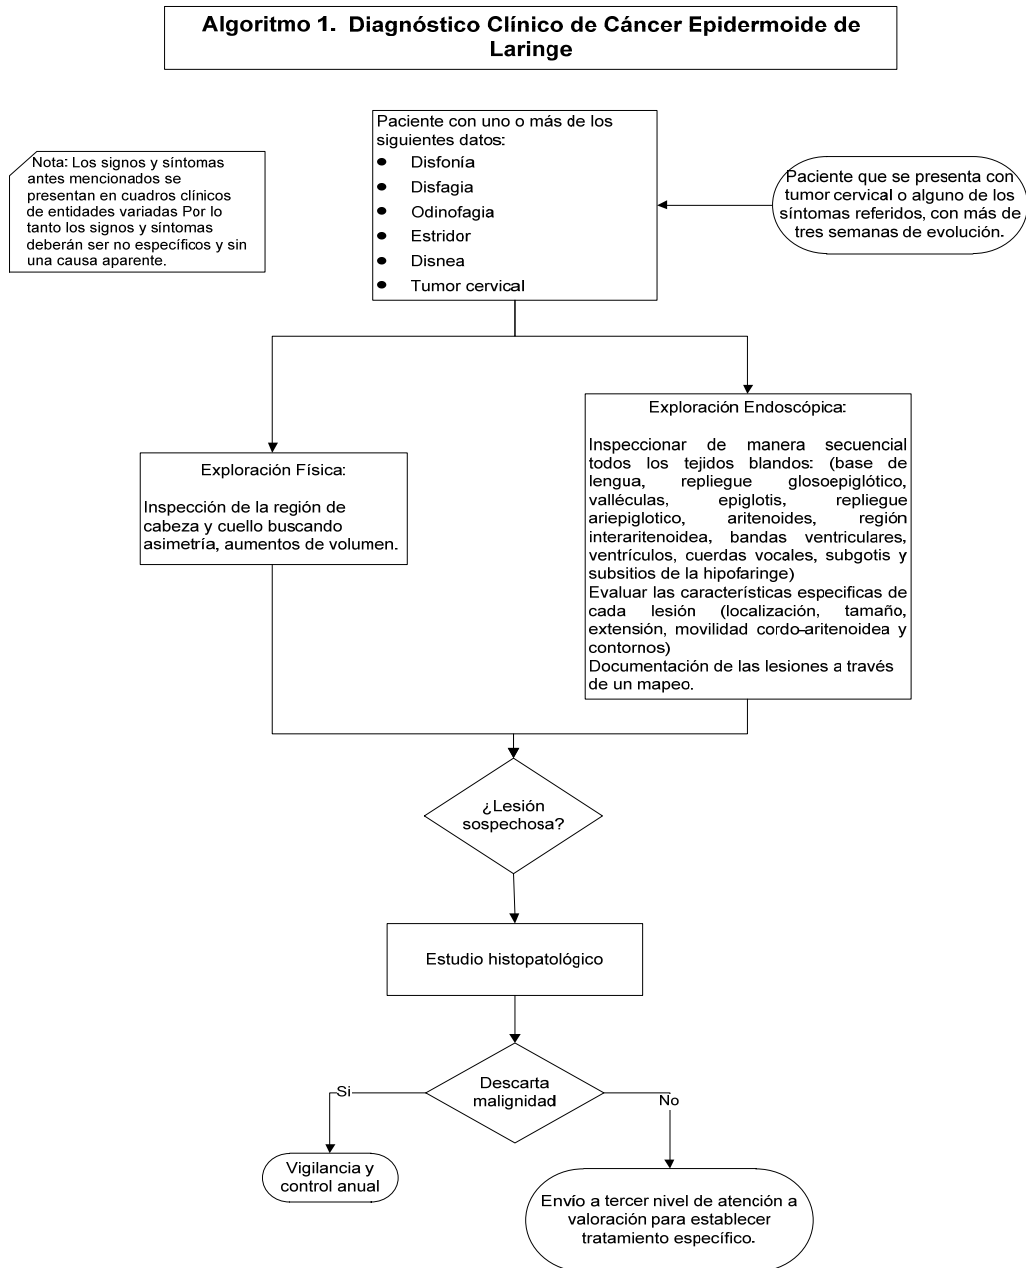 Algoritmo 1. Diagnóstico Clínico de Cáncer Epidermoide de
Laringe
Paciente con uno o más de los
siguientes datos:
● Disfonía
● Disfagia
● Odinofagia
● Estridor
● Disnea
● Tumor cervical
Nota: Los signos y síntomas
antes mencionados se
presentan en cuadros clínicos
de entidades variadas Por lo
tanto los signos y síntomas
deberán ser no específicos y sin
una causa aparente.
Paciente que se presenta con
tumor cervical o alguno de los
síntomas referidos, con más de
tres semanas de evolución.
Exploración Física:
Inspección de la región de
cabeza y cuello buscando
asimetría, aumentos de volumen.
Exploración Endoscópica:
Inspeccionar de manera secuencial
todos los tejidos blandos: (base de
lengua, repliegue glosoepiglótico,
valléculas, epiglotis, repliegue
ariepiglotico, aritenoides, región
interaritenoidea, bandas ventriculares,
ventrículos, cuerdas vocales, subgotis y
subsitios de la hipofaringe)
Evaluar las características especificas de
cada lesión (localización, tamaño,
extensión, movilidad cordo-aritenoidea y
contornos)
Documentación de las lesiones a través
de un mapeo.
¿Lesión
sospechosa?
Estudio histopatológico
Descarta
malignidad
Si
No
Vigilancia y
control anual
Envío a tercer nivel de atención a
valoración para establecer
tratamiento específico.